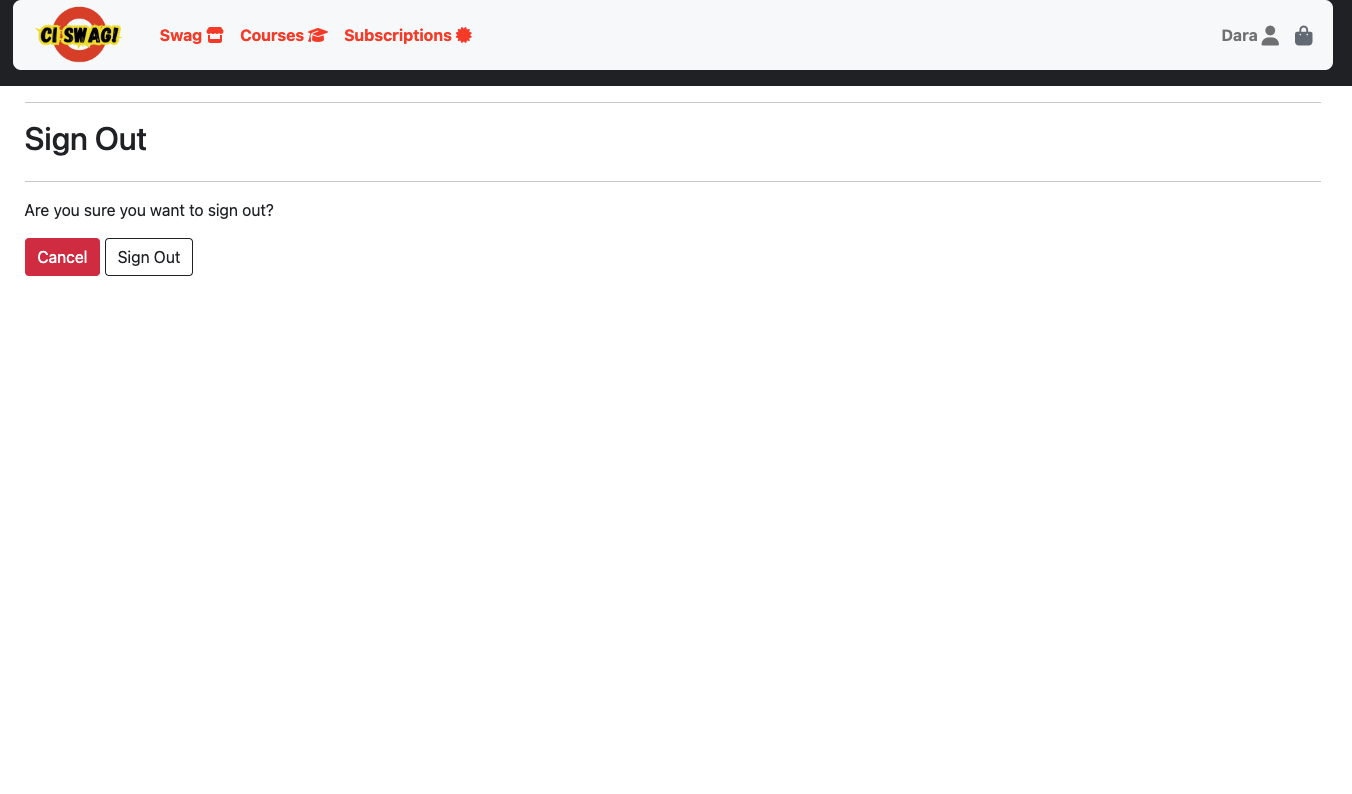 CI SWAG!
Swag Courses Subscriptions Dara
Sign Out
Are you sure you want to sign out?
Cancel Sign Out